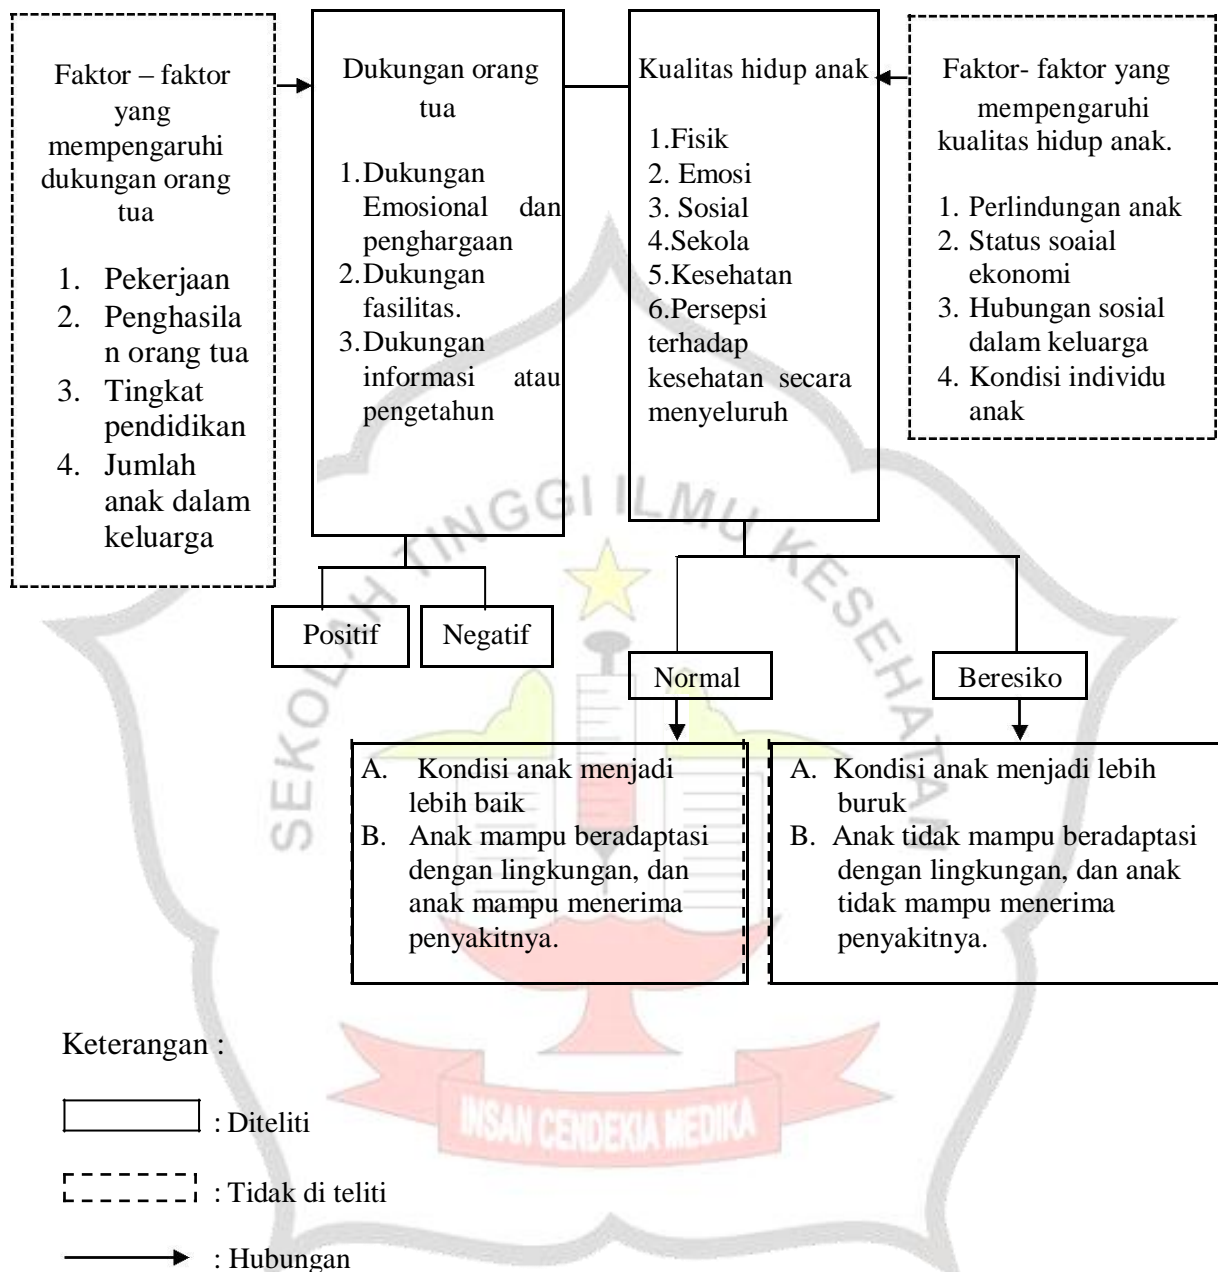 Faktor – faktor
yang
mempengaruhi
dukungan orang
tua
1. Pekerjaan
2. Penghasila
n orang tua
3. Tingkat
pendidikan
4. Jumlah
anak dalam
keluarga
Dukungan orang
tua
1.Dukungan
Emosional dan
penghargaan
2.Dukungan
fasilitas.
3.Dukungan
informasi atau
pengetahun
Kualitas hidup anak
1.Fisik
2. Emosi
3. Sosial
4.Sekola
5.Kesehatan
6.Persepsi
terhadap
kesehatan secara
menyeluruh
Faktor- faktor yang
mempengaruhi
kualitas hidup anak.
1. Perlindungan anak
2. Status soaial
ekonomi
3. Hubungan sosial
dalam keluarga
4. Kondisi individu
anak
Positif
Negatif
Normal
Beresiko
A. Kondisi anak menjadi
lebih baik
B. Anak mampu beradaptasi
dengan lingkungan, dan
anak mampu menerima
penyakitnya.
A. Kondisi anak menjadi lebih
buruk
B. Anak tidak mampu beradaptasi
dengan lingkungan, dan anak
tidak mampu menerima
penyakitnya.
Keterangan :
: Diteliti
: Tidak di teliti
: Hubungan
SEKOLAH TINGGI ILMU KESEHATAN
INSAN CENDEKIA MEDIKA